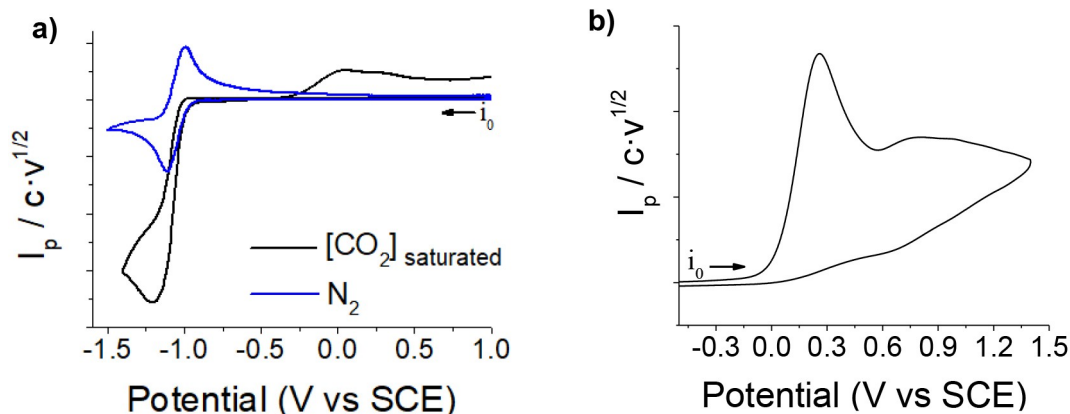 a)
I_p / c·v^1/2
i_0
[CO_2] saturated
N_2
-1.5 -1.0 -0.5 0.0 0.5 1.0
Potential (V vs SCE)
b)
I_p / c·v^1/2
i_0
-0.3 0.0 0.3 0.6 0.9 1.2 1.5
Potential (V vs SCE)